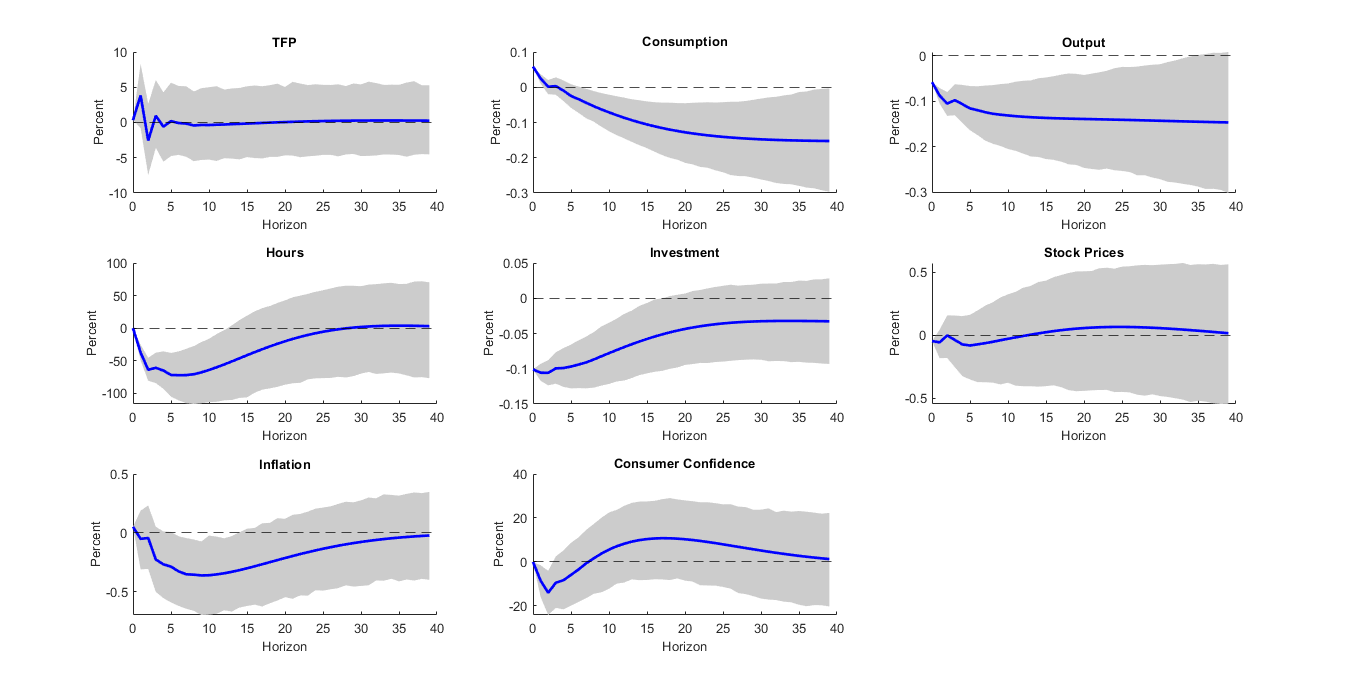 TFP
10
5
0
-5
-10
Percent
0 5 10 15 20 25 30 35 40
Horizon
Consumption
0.1
0
-0.1
-0.2
-0.3
Percent
0 5 10 15 20 25 30 35 40
Horizon
Output
0
-0.1
-0.2
-0.3
Percent
0 5 10 15 20 25 30 35 40
Horizon
Hours
100
50
0
-50
-100
Percent
0 5 10 15 20 25 30 35 40
Horizon
Investment
0.05
0
-0.05
-0.1
-0.15
Percent
0 5 10 15 20 25 30 35 40
Horizon
Stock Prices
0.5
0
-0.5
Percent
0 5 10 15 20 25 30 35 40
Horizon
Inflation
0.5
0
-0.5
Percent
0 5 10 15 20 25 30 35 40
Horizon
Consumer Confidence
40
20
0
-20
Percent
0 5 10 15 20 25 30 35 40
Horizon